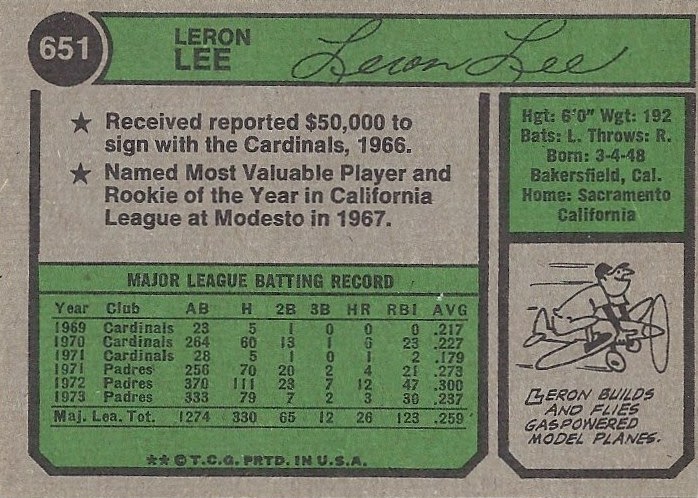 651
LERON
LEE
Leron Lee
★ Received reported $50,000 to
sign with the Cardinals, 1966.
★ Named Most Valuable Player and
Rookie of the Year in California
League at Modesto in 1967.
Hgt: 6'0" Wgt: 192
Bats: L. Throws: R.
Born: 3-4-48
Bakersfield, Cal.
Home: Sacramento
California
MAJOR LEAGUE BATTING RECORD
Year Club AB H 2B 3B HR RBI AVG
1969 Cardinals 23 5 1 0 0 0 .217
1970 Cardinals 264 60 13 1 6 23 .227
1971 Cardinals 28 5 1 0 1 2 .179
1971 Padres 256 70 20 2 4 21 .273
1972 Padres 370 111 23 7 12 47 .300
1973 Padres 333 79 7 2 3 30 .237
Maj. Lea. Tot. 1274 330 65 12 26 123 .259
★★ © T.C.G. PRTD. IN U.S.A.
LERON BUILDS
AND FLIES
GASPOWERED
MODEL PLANES.